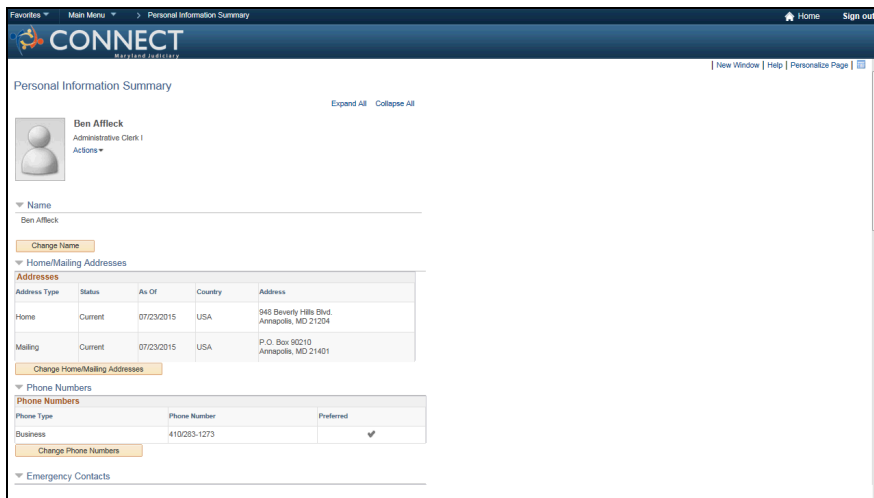 Favorites Main Menu > Personal Information Summary Home Sign out
CONNECT
Maryland Judiciary
New Window | Help | Personalize Page |
Personal Information Summary
Expand All Collapse All
Ben Affleck
Administrative Clerk I
Actions
Name
Ben Affleck
Change Name
Home/Mailing Addresses
Addresses
Address Type Status As Of Country Address
Home Current 07/23/2015 USA 948 Beverly Hills Blvd.
Annapolis, MD 21204
Mailing Current 07/23/2015 USA P.O. Box 90210
Annapolis, MD 21401
Change Home/Mailing Addresses
Phone Numbers
Phone Numbers
Phone Type Phone Number Preferred
Business 410/283-1273
Change Phone Numbers
Emergency Contacts